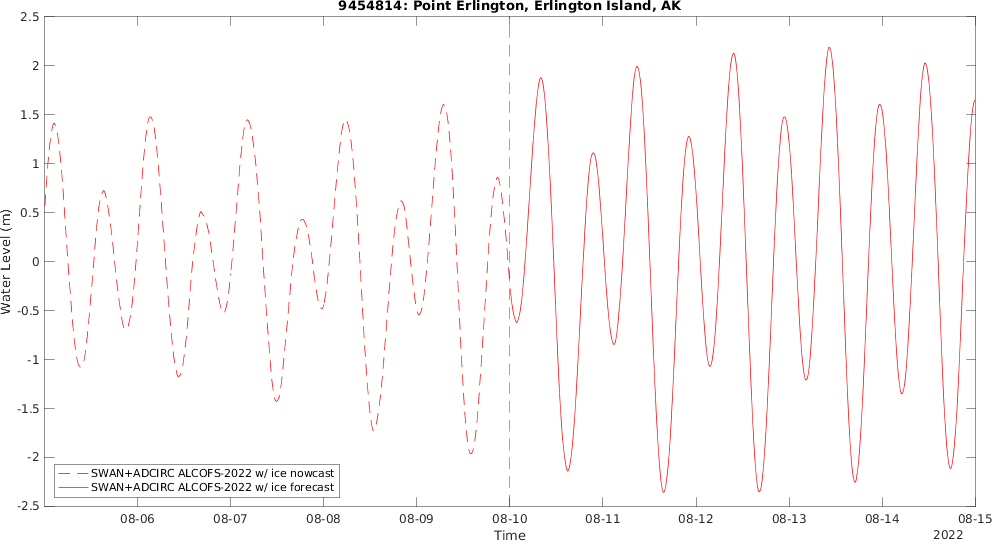 9454814: Point Erlington, Erlington Island, AK
2.5
2
1.5
1
0.5
0
-0.5
-1
-1.5
-2
-2.5
Water Level (m)
SWAN+ADCIRC ALCOFS-2022 w/ ice nowcast
SWAN+ADCIRC ALCOFS-2022 w/ ice forecast
08-06 08-07 08-08 08-09 08-10 08-11 08-12 08-13 08-14 08-15
Time
2022